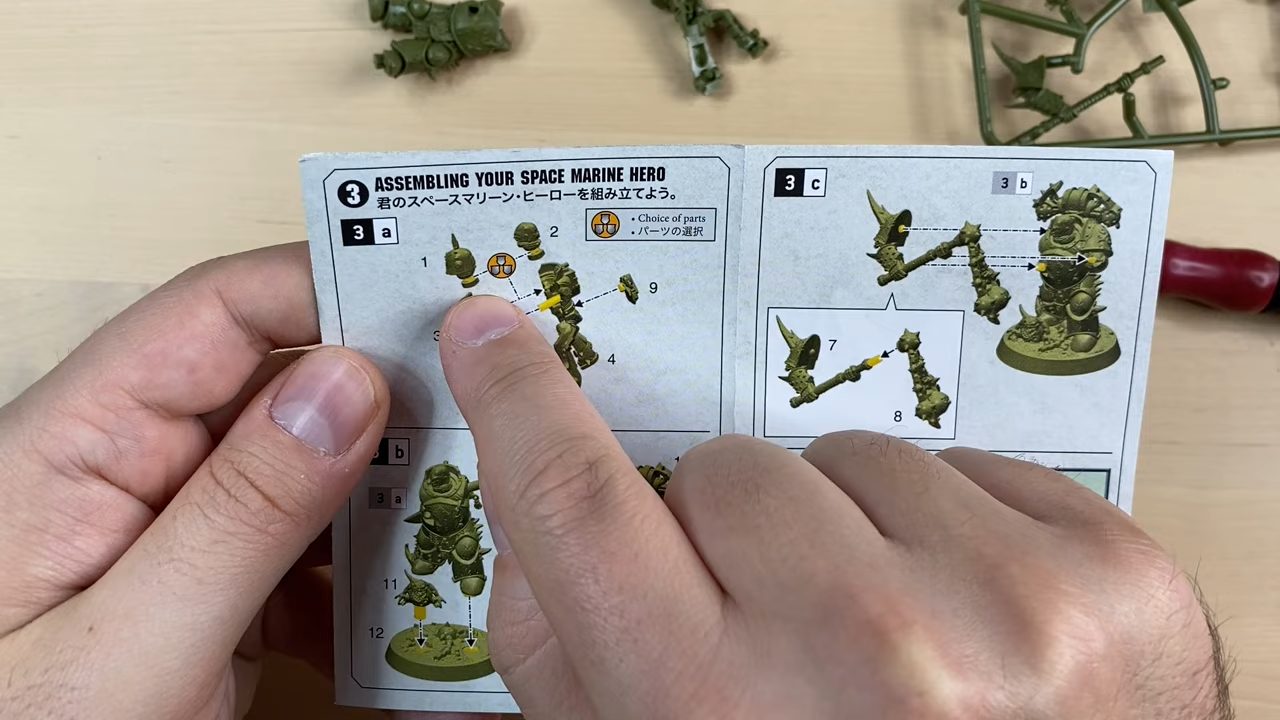 3 ASSEMBLING YOUR SPACE MARINE HERO
君のスペースマリーン・ヒーローを組み立てよう。
3 a
• Choice of parts
• パーツの選択
1
2
9
3
4
b
3 a
11
12
3 c
3 b
7
8